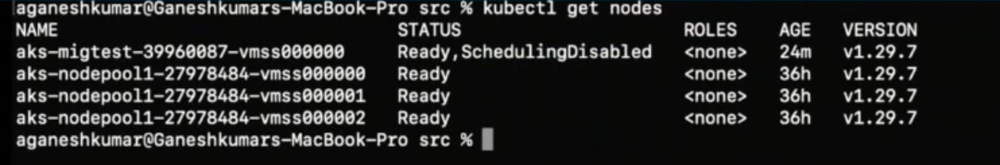 aganeshkumar@Ganeshkumars-MacBook-Pro src % kubectl get nodes
NAME STATUS ROLES AGE VERSION
aks-migtest-39960087-vmss000000 Ready,SchedulingDisabled <none> 24m v1.29.7
aks-nodepool1-27978484-vmss000000 Ready <none> 36h v1.29.7
aks-nodepool1-27978484-vmss000001 Ready <none> 36h v1.29.7
aks-nodepool1-27978484-vmss000002 Ready <none> 36h v1.29.7
aganeshkumar@Ganeshkumars-MacBook-Pro src %